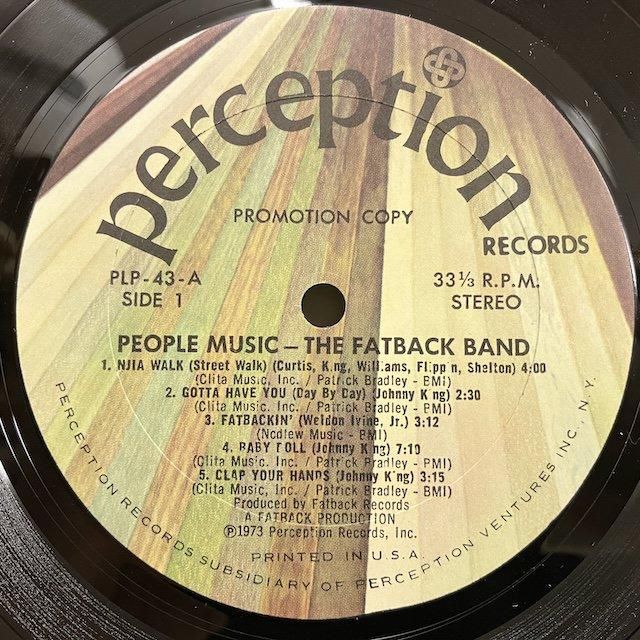 perception
RECORDS
PROMOTION COPY
PLP-43-A
SIDE 1
33⅓ R.P.M.
STEREO
PEOPLE MUSIC – THE FATBACK BAND
1. NJIA WALK (Street Walk) (Curtis, King, Williams, Flippin, Shelton) 4:00
(Clita Music, Inc. / Patrick Bradley - BMI)
2. GOTTA HAVE YOU (Day By Day) (Johnny King) 2:30
(Clita Music, Inc. / Patrick Bradley - BMI)
3. FATBACKIN' (Weldon Irvine, Jr.) 3:12
(Nodlew Music - BMI)
4. BABY DOLL (Johnny King) 7:10
(Clita Music, Inc. / Patrick Bradley - BMI)
5. CLAP YOUR HANDS (Johnny King) 3:15
(Clita Music, Inc. / Patrick Bradley - BMI)
Produced by Fatback Records
A FATBACK PRODUCTION
℗1973 Perception Records, Inc.
PRINTED IN U.S.A.
PERCEPTION RECORDS SUBSIDIARY OF PERCEPTION VENTURES INC., N.Y.